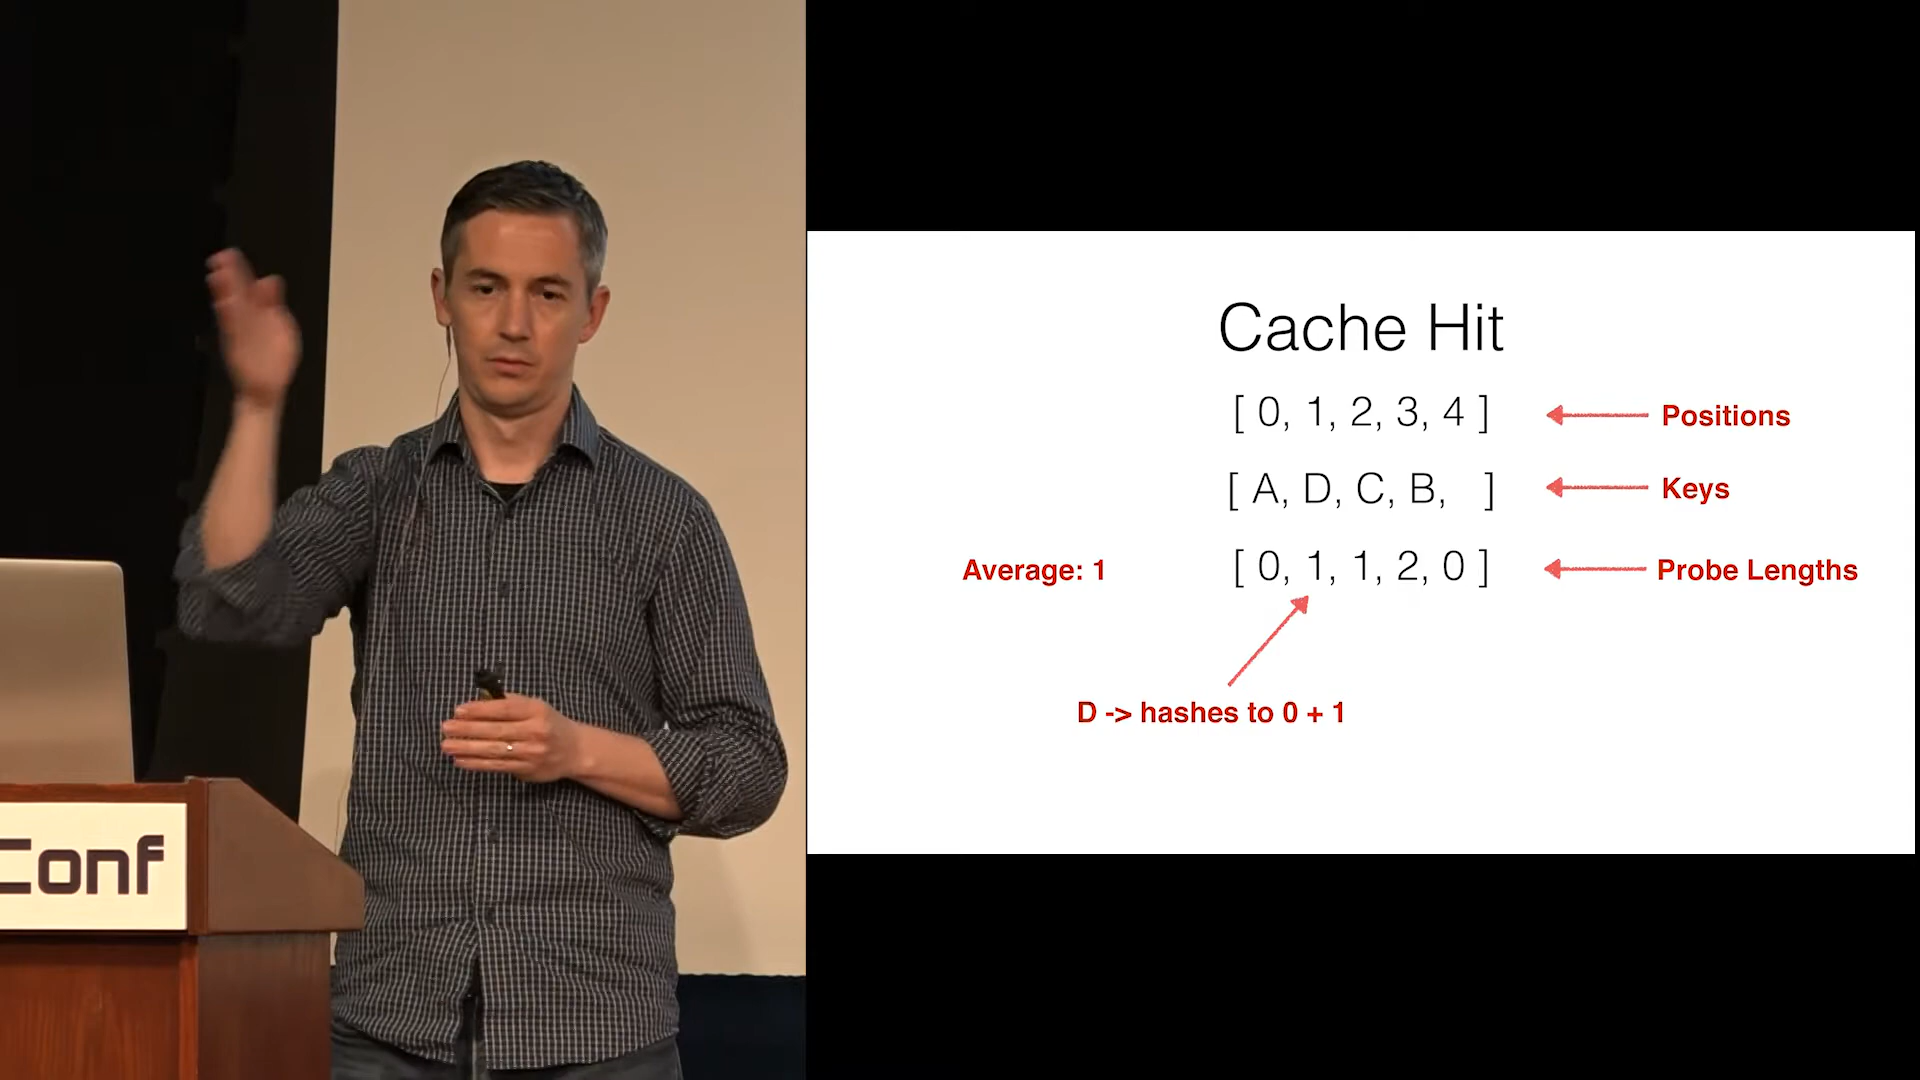 Cache Hit
[ 0, 1, 2, 3, 4 ] Positions
[ A, D, C, B, ] Keys
Average: 1 [ 0, 1, 1, 2, 0 ] Probe Lengths
D -> hashes to 0 + 1
Conf